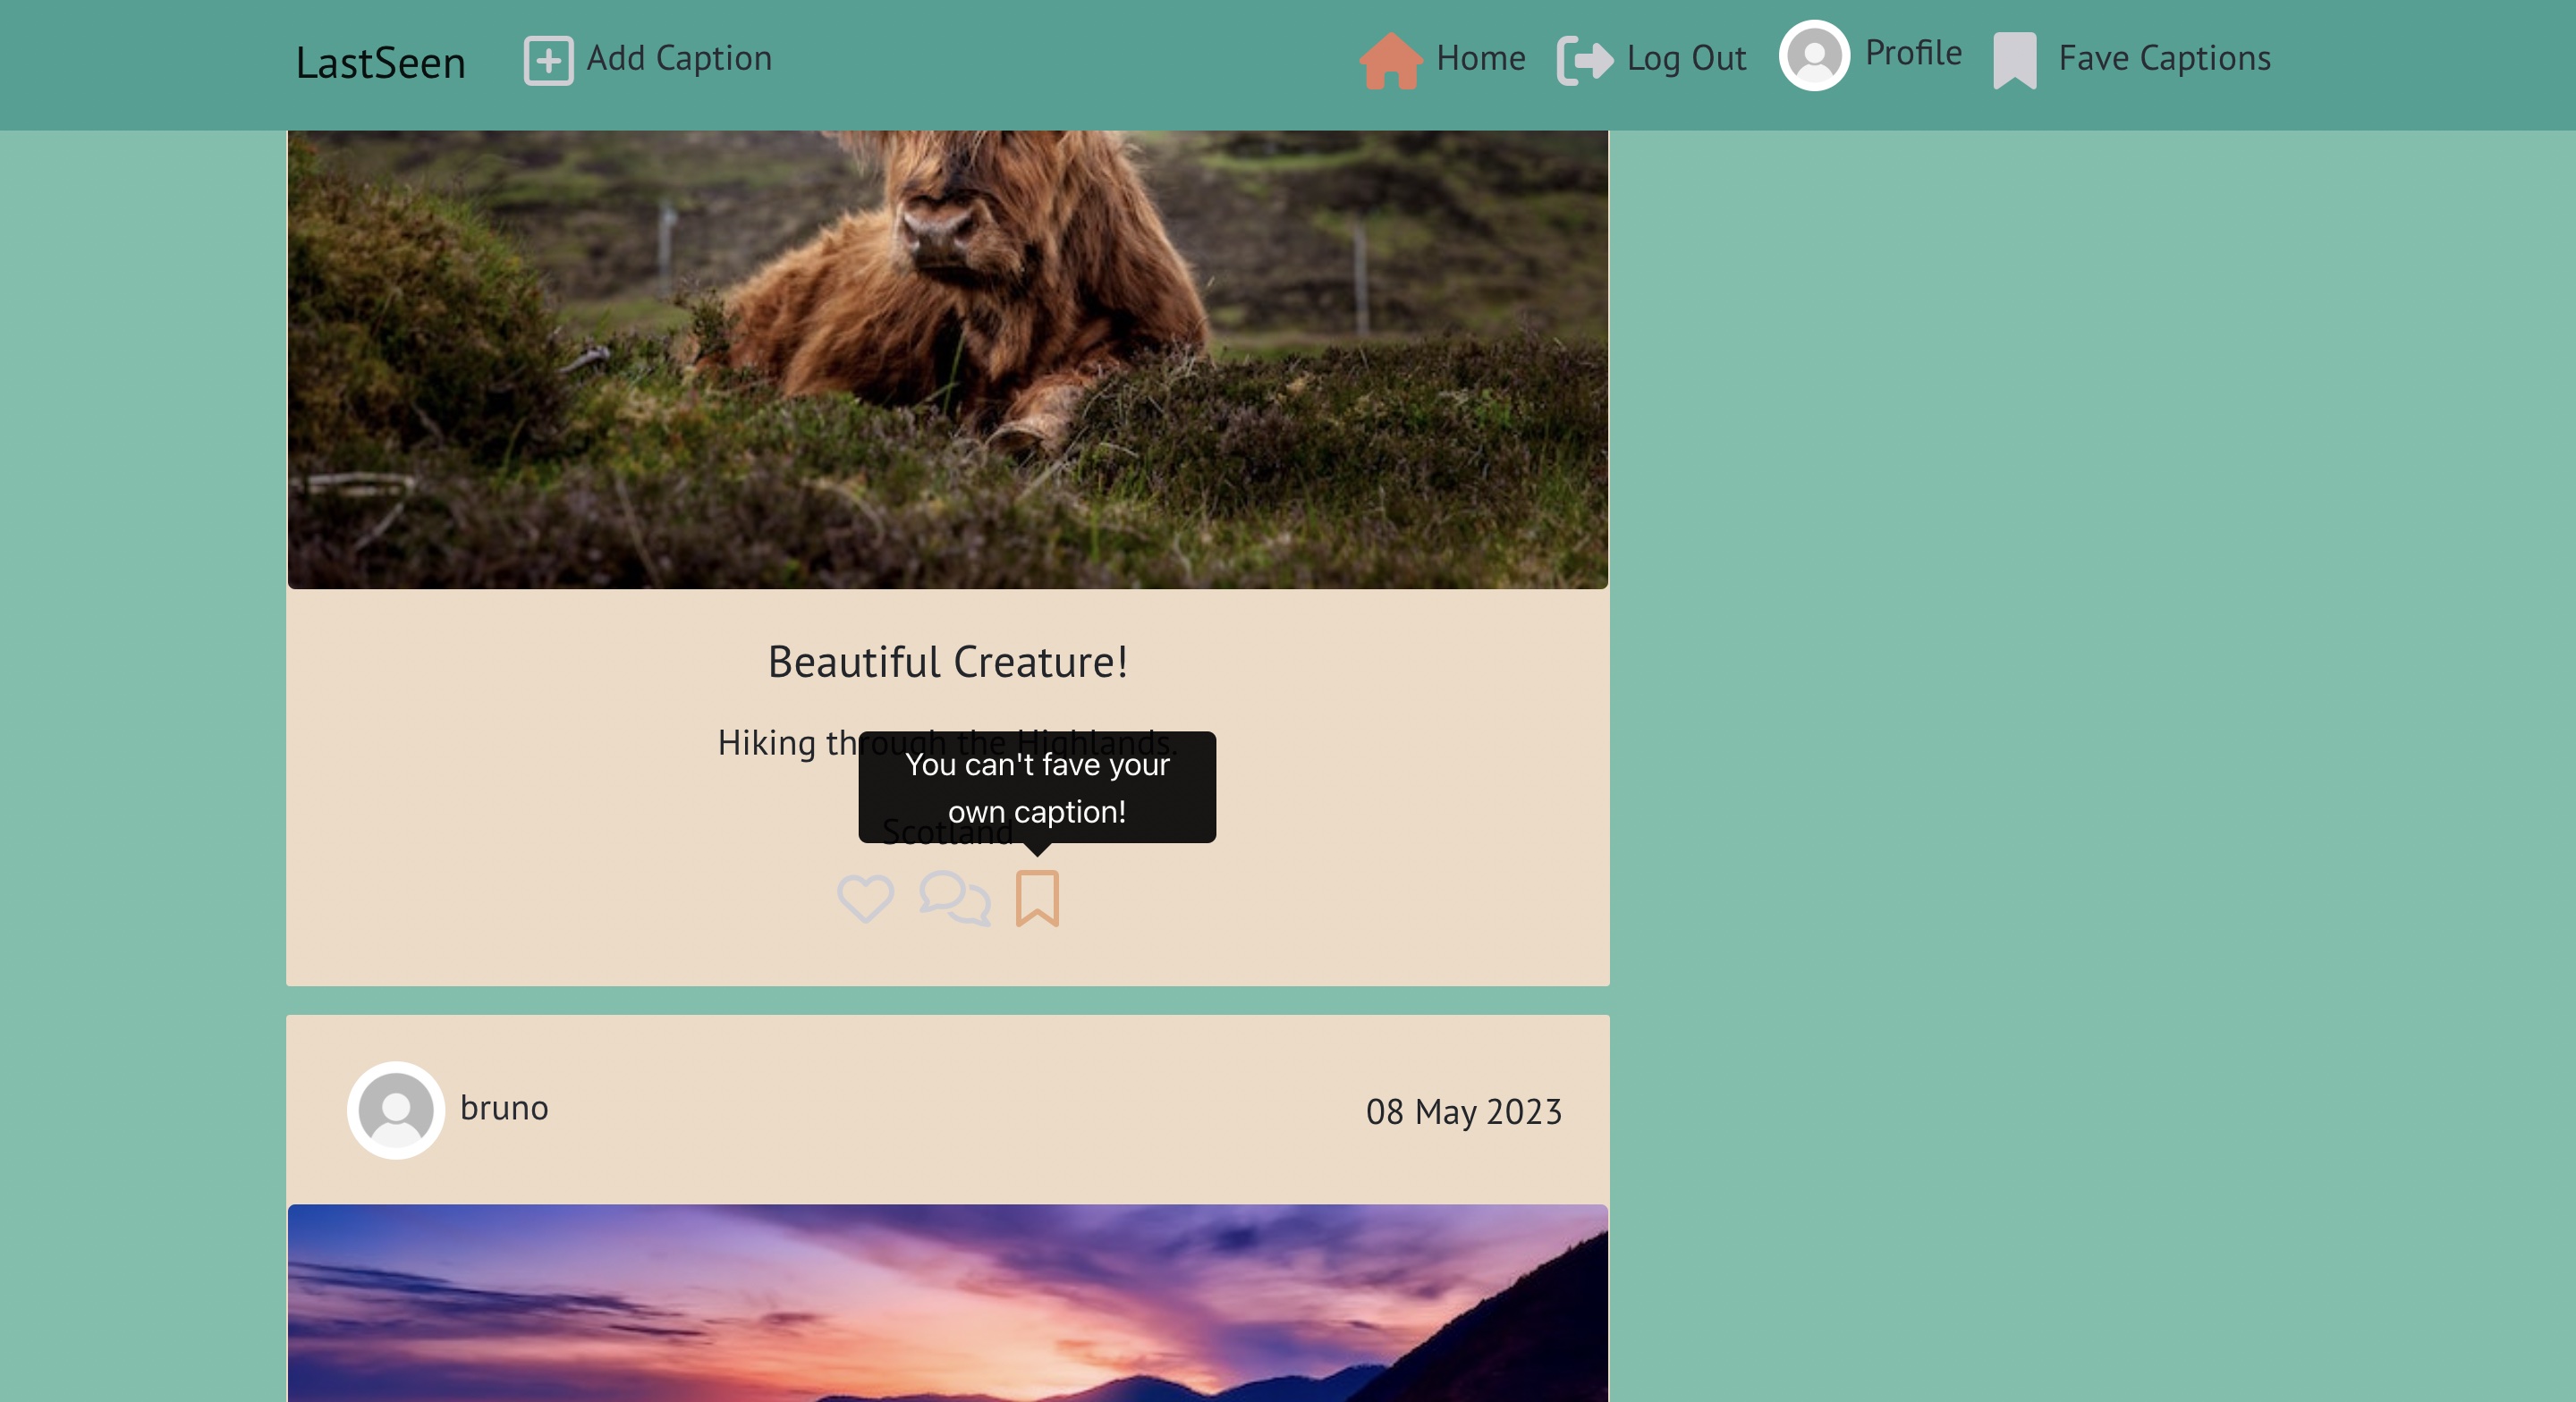 LastSeen Add Caption Home Log Out Profile Fave Captions
Beautiful Creature!
Hiking through the Highlands.
You can't fave your
own caption!
Scotland
bruno 08 May 2023